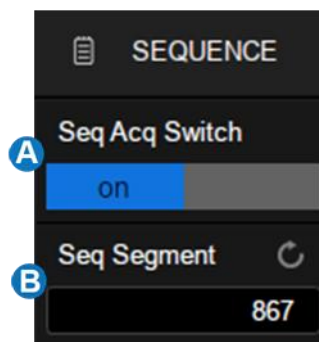 SEQUENCE
Seq Acq Switch
A
on
Seq Segment
B
867